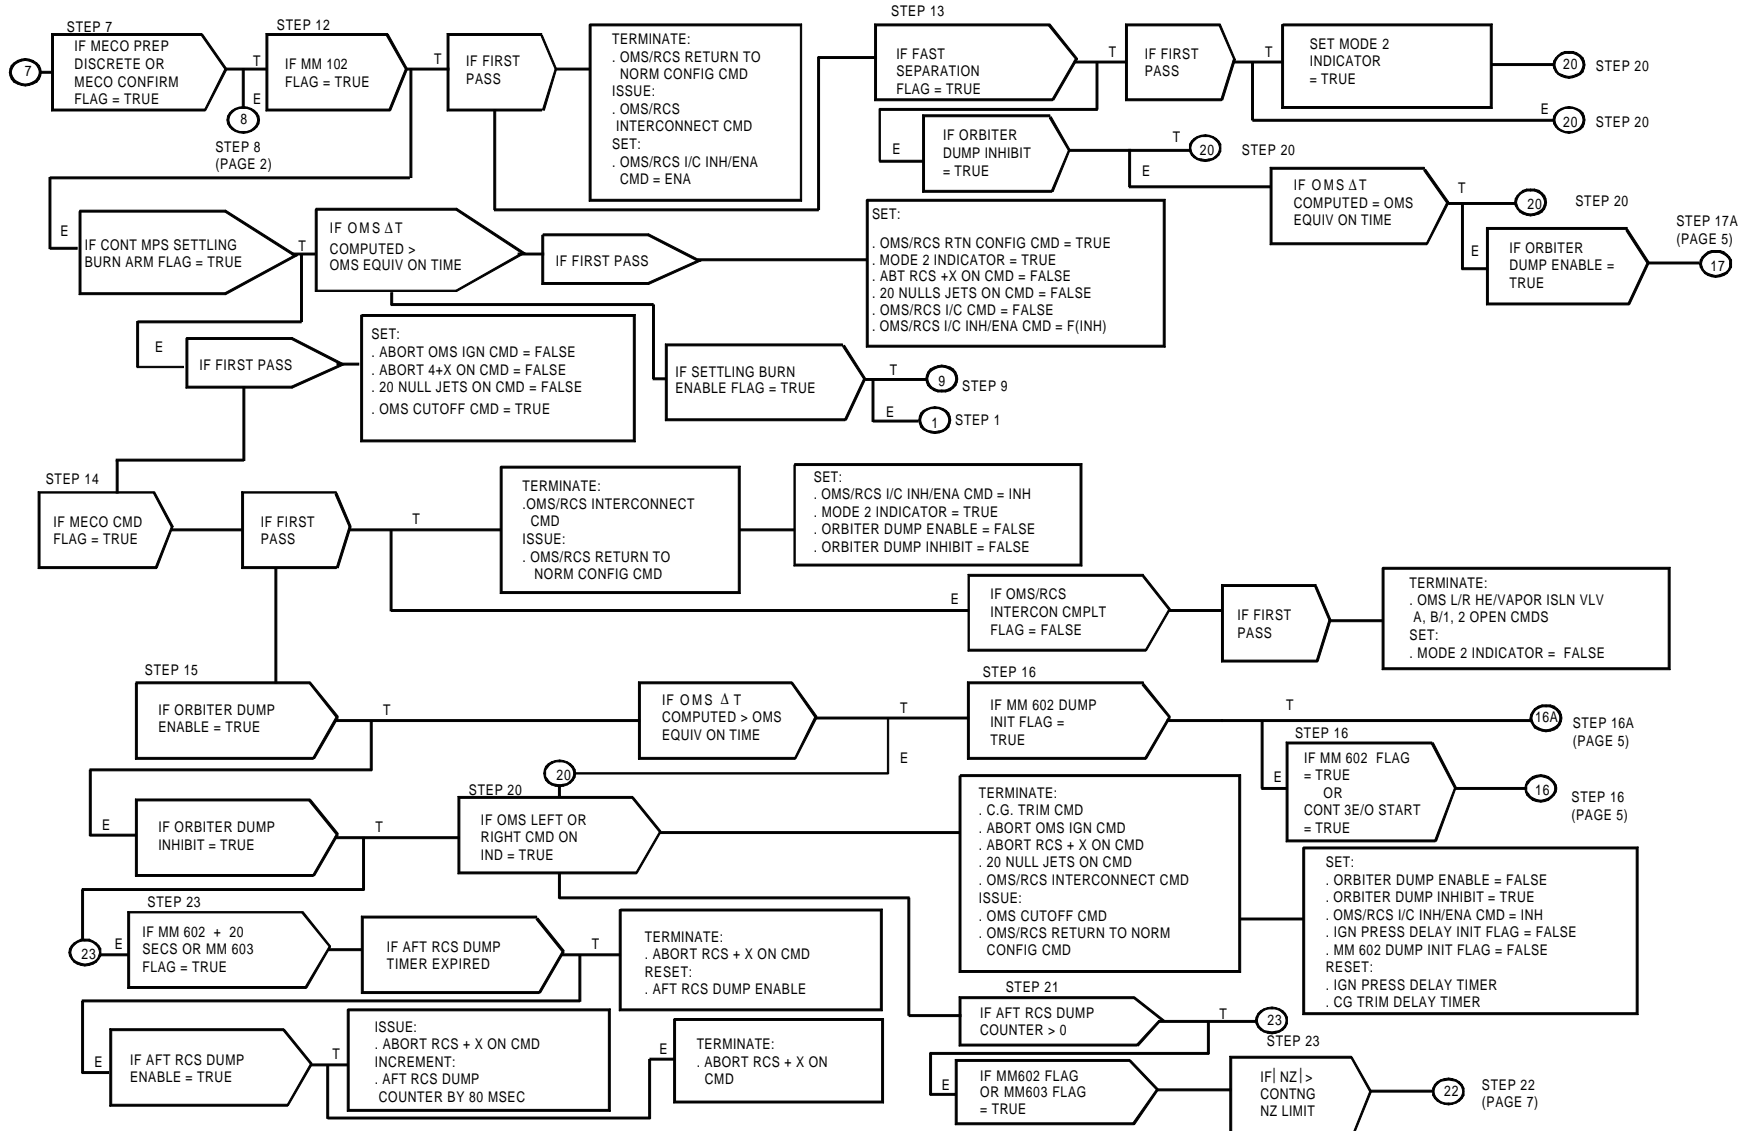 STEP 7
7
IF MECO PREP
DISCRETE OR
MECO CONFIRM
FLAG = TRUE
T
E
8
STEP 8
(PAGE 2)
STEP 12
IF MM 102
FLAG = TRUE
T
IF FIRST
PASS
TERMINATE:
. OMS/RCS RETURN TO
NORM CONFIG CMD
ISSUE:
. OMS/RCS
INTERCONNECT CMD
SET:
. OMS/RCS I/C INH/ENA
CMD = ENA
STEP 13
IF FAST
SEPARATION
FLAG = TRUE
T
IF FIRST
PASS
T
SET MODE 2
INDICATOR
= TRUE
20
STEP 20
E
20
STEP 20
E
IF ORBITER
DUMP INHIBIT
= TRUE
T
20
STEP 20
E
IF OMS ΔT
COMPUTED = OMS
EQUIV ON TIME
T
20
STEP 20
E
IF ORBITER
DUMP ENABLE =
TRUE
STEP 17A
(PAGE 5)
17
E
IF CONT MPS SETTLING
BURN ARM FLAG = TRUE
T
IF OMS ΔT
COMPUTED >
OMS EQUIV ON TIME
IF FIRST PASS
SET:
. OMS/RCS RTN CONFIG CMD = TRUE
. MODE 2 INDICATOR = TRUE
. ABT RCS +X ON CMD = FALSE
. 20 NULLS JETS ON CMD = FALSE
. OMS/RCS I/C CMD = FALSE
. OMS/RCS I/C INH/ENA CMD = F(INH)
E
IF FIRST PASS
SET:
. ABORT OMS IGN CMD = FALSE
. ABORT 4+X ON CMD = FALSE
. 20 NULL JETS ON CMD = FALSE
. OMS CUTOFF CMD = TRUE
IF SETTLING BURN
ENABLE FLAG = TRUE
T
9
STEP 9
E
1
STEP 1
STEP 14
IF MECO CMD
FLAG = TRUE
IF FIRST
PASS
T
TERMINATE:
.OMS/RCS INTERCONNECT
CMD
ISSUE:
. OMS/RCS RETURN TO
NORM CONFIG CMD
SET:
. OMS/RCS I/C INH/ENA CMD = INH
. MODE 2 INDICATOR = TRUE
. ORBITER DUMP ENABLE = FALSE
. ORBITER DUMP INHIBIT = FALSE
E
IF OMS/RCS
INTERCON CMPLT
FLAG = FALSE
IF FIRST
PASS
TERMINATE:
. OMS L/R HE/VAPOR ISLN VLV
A, B/1, 2 OPEN CMDS
SET:
. MODE 2 INDICATOR = FALSE
STEP 15
IF ORBITER DUMP
ENABLE = TRUE
T
IF OMS Δ T
COMPUTED > OMS
EQUIV ON TIME
T
E
STEP 16
IF MM 602 DUMP
INIT FLAG =
TRUE
T
16A
STEP 16A
(PAGE 5)
STEP 16
E
IF MM 602 FLAG
= TRUE
OR
CONT 3E/O START
= TRUE
16
STEP 16
(PAGE 5)
E
IF ORBITER DUMP
INHIBIT = TRUE
T
20
STEP 20
IF OMS LEFT OR
RIGHT CMD ON
IND = TRUE
TERMINATE:
. C.G. TRIM CMD
. ABORT OMS IGN CMD
. ABORT RCS + X ON CMD
. 20 NULL JETS ON CMD
. OMS/RCS INTERCONNECT CMD
ISSUE:
. OMS CUTOFF CMD
. OMS/RCS RETURN TO NORM
CONFIG CMD
SET:
. ORBITER DUMP ENABLE = FALSE
. ORBITER DUMP INHIBIT = TRUE
. OMS/RCS I/C INH/ENA CMD = INH
. IGN PRESS DELAY INIT FLAG = FALSE
. MM 602 DUMP INIT FLAG = FALSE
RESET:
. IGN PRESS DELAY TIMER
. CG TRIM DELAY TIMER
STEP 23
23
E
IF MM 602 + 20
SECS OR MM 603
FLAG = TRUE
IF AFT RCS DUMP
TIMER EXPIRED
T
TERMINATE:
. ABORT RCS + X ON CMD
RESET:
. AFT RCS DUMP ENABLE
E
IF AFT RCS DUMP
ENABLE = TRUE
T
ISSUE:
. ABORT RCS + X ON CMD
INCREMENT:
. AFT RCS DUMP
COUNTER BY 80 MSEC
E
TERMINATE:
. ABORT RCS + X ON
CMD
STEP 21
IF AFT RCS DUMP
COUNTER > 0
T
23
STEP 23
E
IF MM602 FLAG
OR MM603 FLAG
= TRUE
IF| NZ| >
CONTNG
NZ LIMIT
22
STEP 22
(PAGE 7)